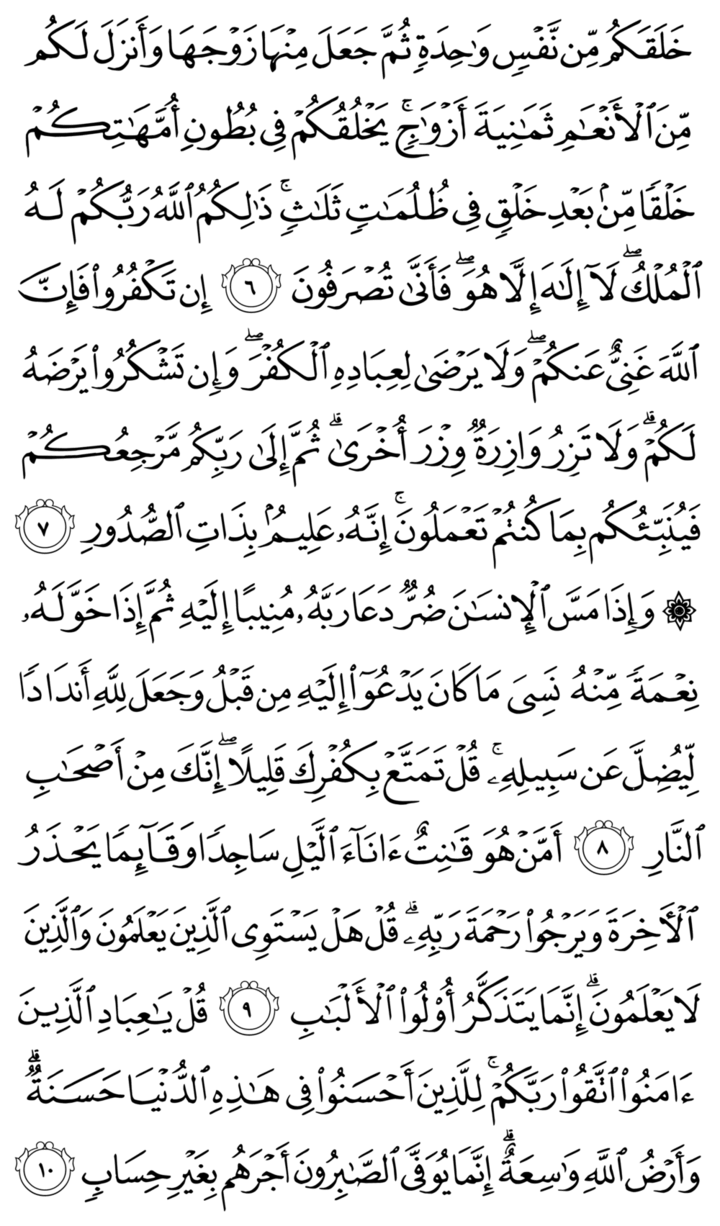 خَلَقَكُم مِّن نَّفۡسٖ وَٰحِدَةٖ ثُمَّ جَعَلَ مِنۡهَا زَوۡجَهَا وَأَنزَلَ لَكُم
مِّنَ ٱلۡأَنۡعَٰمِ ثَمَٰنِيَةَ أَزۡوَٰجٖۚ يَخۡلُقُكُمۡ فِي بُطُونِ أُمَّهَٰتِكُمۡ
خَلۡقٗا مِّنۢ بَعۡدِ خَلۡقٖ فِي ظُلُمَٰتٖ ثَلَٰثٖۚ ذَٰلِكُمُ ٱللَّهُ رَبُّكُمۡ لَهُ
ٱلۡمُلۡكُۖ لَآ إِلَٰهَ إِلَّا هُوَۖ فَأَنَّىٰ تُصۡرَفُونَ ٦ إِن تَكۡفُرُواْ فَإِنَّ
ٱللَّهَ غَنِيٌّ عَنكُمۡۖ وَلَا يَرۡضَىٰ لِعِبَادِهِ ٱلۡكُفۡرَۖ وَإِن تَشۡكُرُواْ يَرۡضَهُ
لَكُمۡۗ وَلَا تَزِرُ وَازِرَةٞ وِزۡرَ أُخۡرَىٰۗ ثُمَّ إِلَىٰ رَبِّكُم مَّرۡجِعُكُمۡ
فَيُنَبِّئُكُم بِمَا كُنتُمۡ تَعۡمَلُونَۚ إِنَّهُۥ عَلِيمُۢ بِذَاتِ ٱلصُّدُورِ ٧
۞ وَإِذَا مَسَّ ٱلۡإِنسَٰنَ ضُرّٞ دَعَا رَبَّهُۥ مُنِيبًا إِلَيۡهِ ثُمَّ إِذَا خَوَّلَهُۥ
نِعۡمَةٗ مِّنۡهُ نَسِيَ مَا كَانَ يَدۡعُوٓاْ إِلَيۡهِ مِن قَبۡلُ وَجَعَلَ لِلَّهِ أَندَادٗا
لِّيُضِلَّ عَن سَبِيلِهِۦۚ قُلۡ تَمَتَّعۡ بِكُفۡرِكَ قَلِيلًاۖ إِنَّكَ مِنۡ أَصۡحَٰبِ
ٱلنَّارِ ٨ أَمَّنۡ هُوَ قَٰنِتٌ ءَانَآءَ ٱلَّيۡلِ سَاجِدٗا وَقَآئِمٗا يَحۡذَرُ
ٱلۡأٓخِرَةَ وَيَرۡجُواْ رَحۡمَةَ رَبِّهِۦۗ قُلۡ هَلۡ يَسۡتَوِي ٱلَّذِينَ يَعۡلَمُونَ وَٱلَّذِينَ
لَا يَعۡلَمُونَۗ إِنَّمَا يَتَذَكَّرُ أُوْلُواْ ٱلۡأَلۡبَٰبِ ٩ قُلۡ يَٰعِبَادِ ٱلَّذِينَ
ءَامَنُواْ ٱتَّقُواْ رَبَّكُمۡۚ لِلَّذِينَ أَحۡسَنُواْ فِي هَٰذِهِ ٱلدُّنۡيَا حَسَنَةٞۗ
وَأَرۡضُ ٱللَّهِ وَٰسِعَةٌۗ إِنَّمَا يُوَفَّى ٱلصَّٰبِرُونَ أَجۡرَهُم بِغَيۡرِ حِسَابٖ ١٠